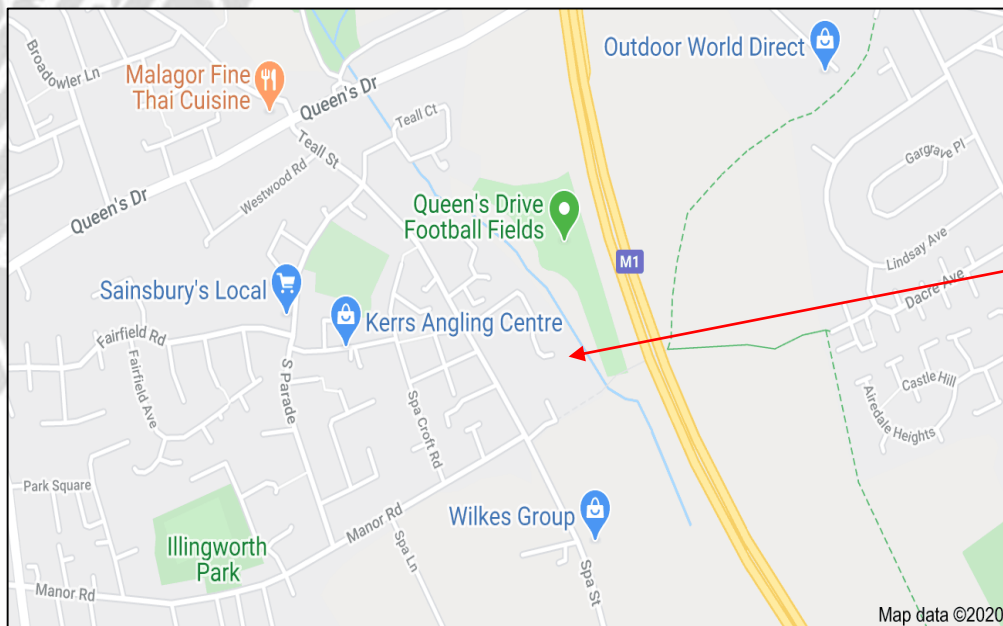 Broadowler Ln
Malagor Fine
Thai Cuisine
Queen's Dr
Outdoor World Direct
Teall Ct
Teall St
Gargrave Pl
Westwood Rd
Queen's Dr
Queen's Drive
Football Fields
Lindsay Ave
M1
Dacre Ave
Sainsbury's Local
Kerrs Angling Centre
Fairfield Rd
Fairfield Ave
S Parade
Spa Croft Rd
Castle Hill
Airedale Heights
Park Square
Manor Rd
Wilkes Group
Illingworth
Park
Spa Ln
Spa St
Manor Rd
Map data ©2020